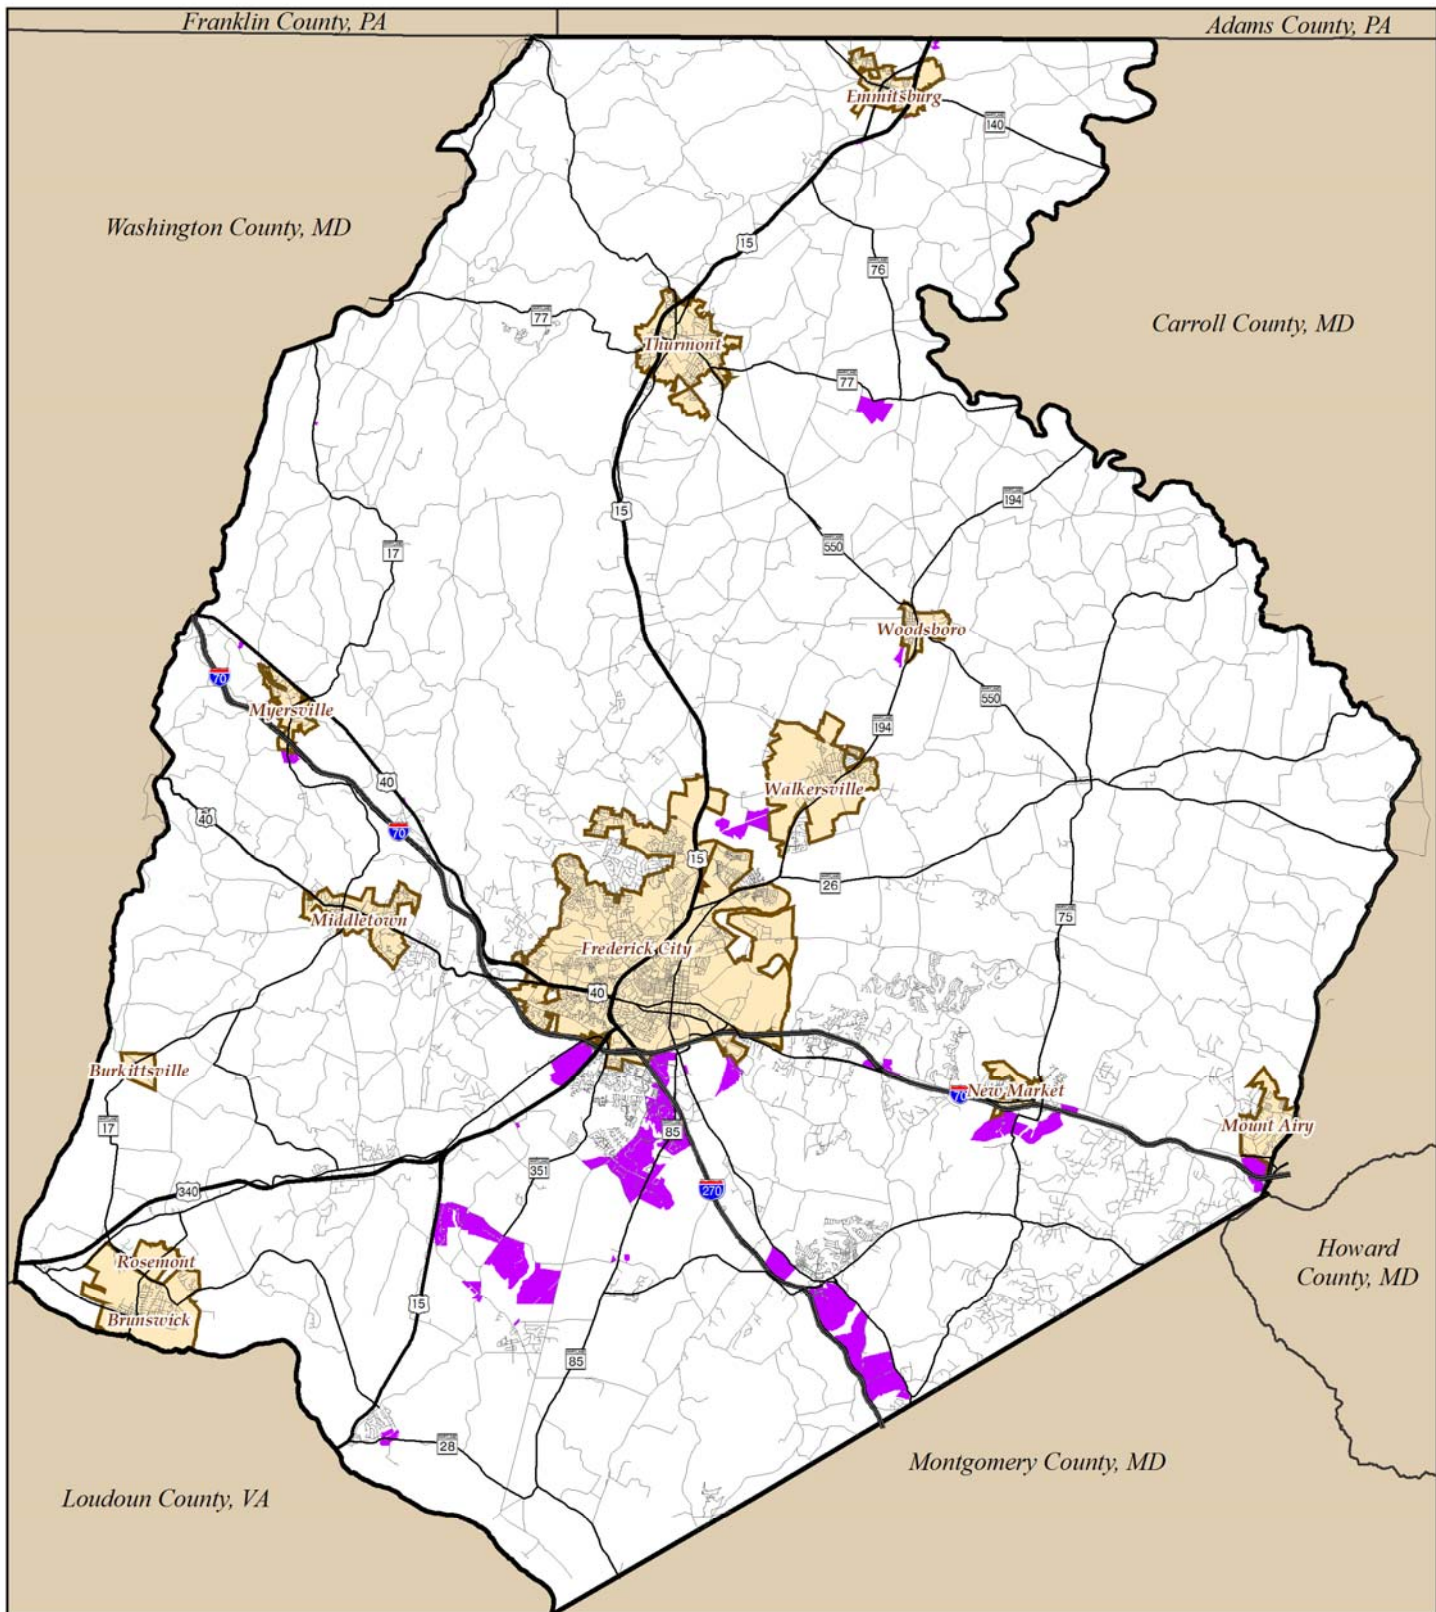 Franklin County, PA
Adams County, PA
Emmitsburg
140
Washington County, MD
15
76
77
Carroll County, MD
Thurmont
77
194
15
550
17
Woodsboro
70
550
Myersville
194
40
Walkersville
40
70
15
26
Middletown
75
Frederick City
40
Burkittsville
70
New Market
17
85
Mount Airy
351
340
270
Howard
County, MD
Rosemont
15
Brunswick
85
28
Montgomery County, MD
Loudoun County, VA